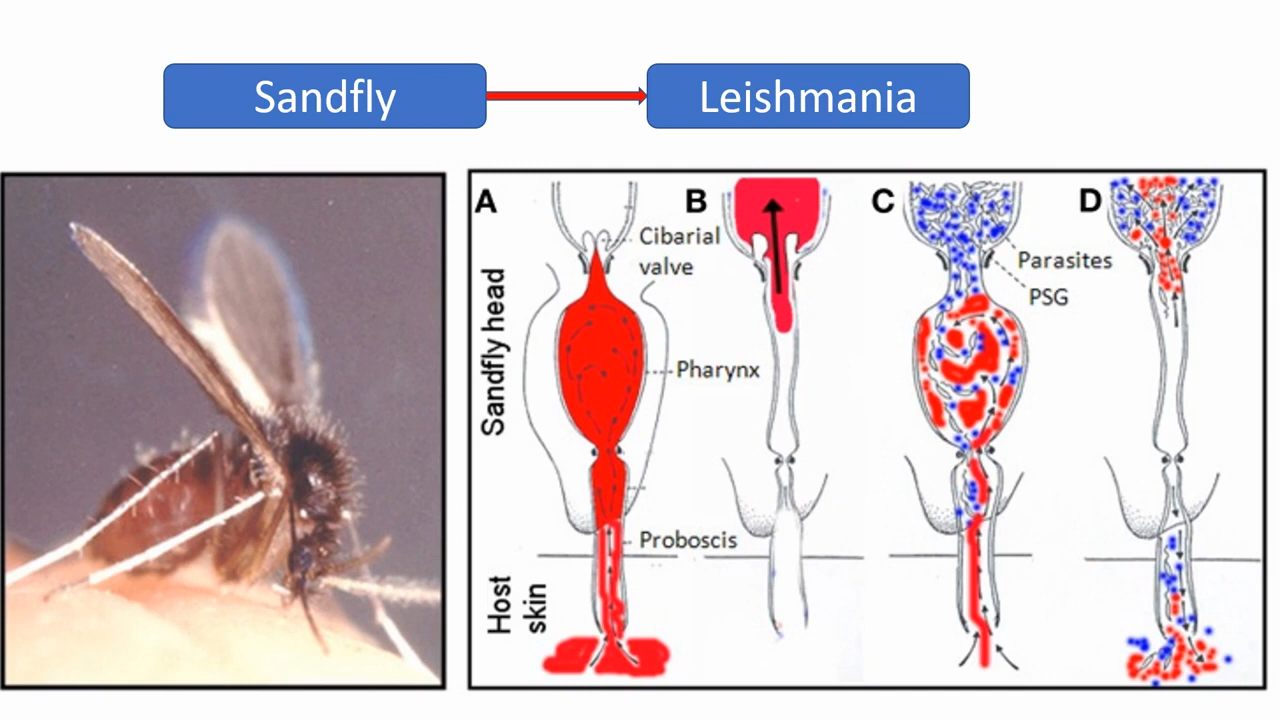 Sandfly
Leishmania
A
B
C
D
Cibarial
valve
Parasites
PSG
Sandfly head
Pharynx
Proboscis
Host
skin